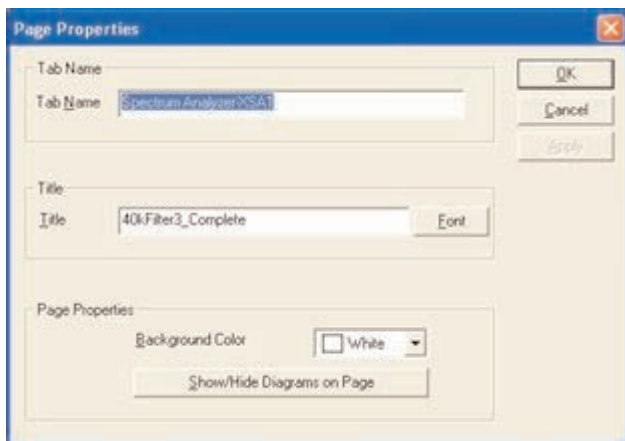 Page Properties
Tab Name
Tab Name Spectrum Analyzer-XSA1
Title
Title 40kFilter3_Complete Font
Page Properties
Background Color White
Show/Hide Diagrams on Page
OK
Cancel
Apply